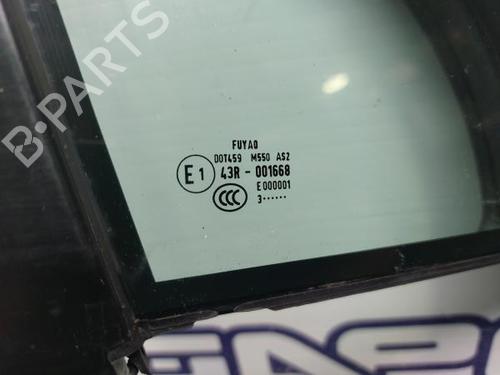 B-PARTS
FUYAO
DOT459 M550 AS2
E1 43R - 001668
CCC E000001
3••••••